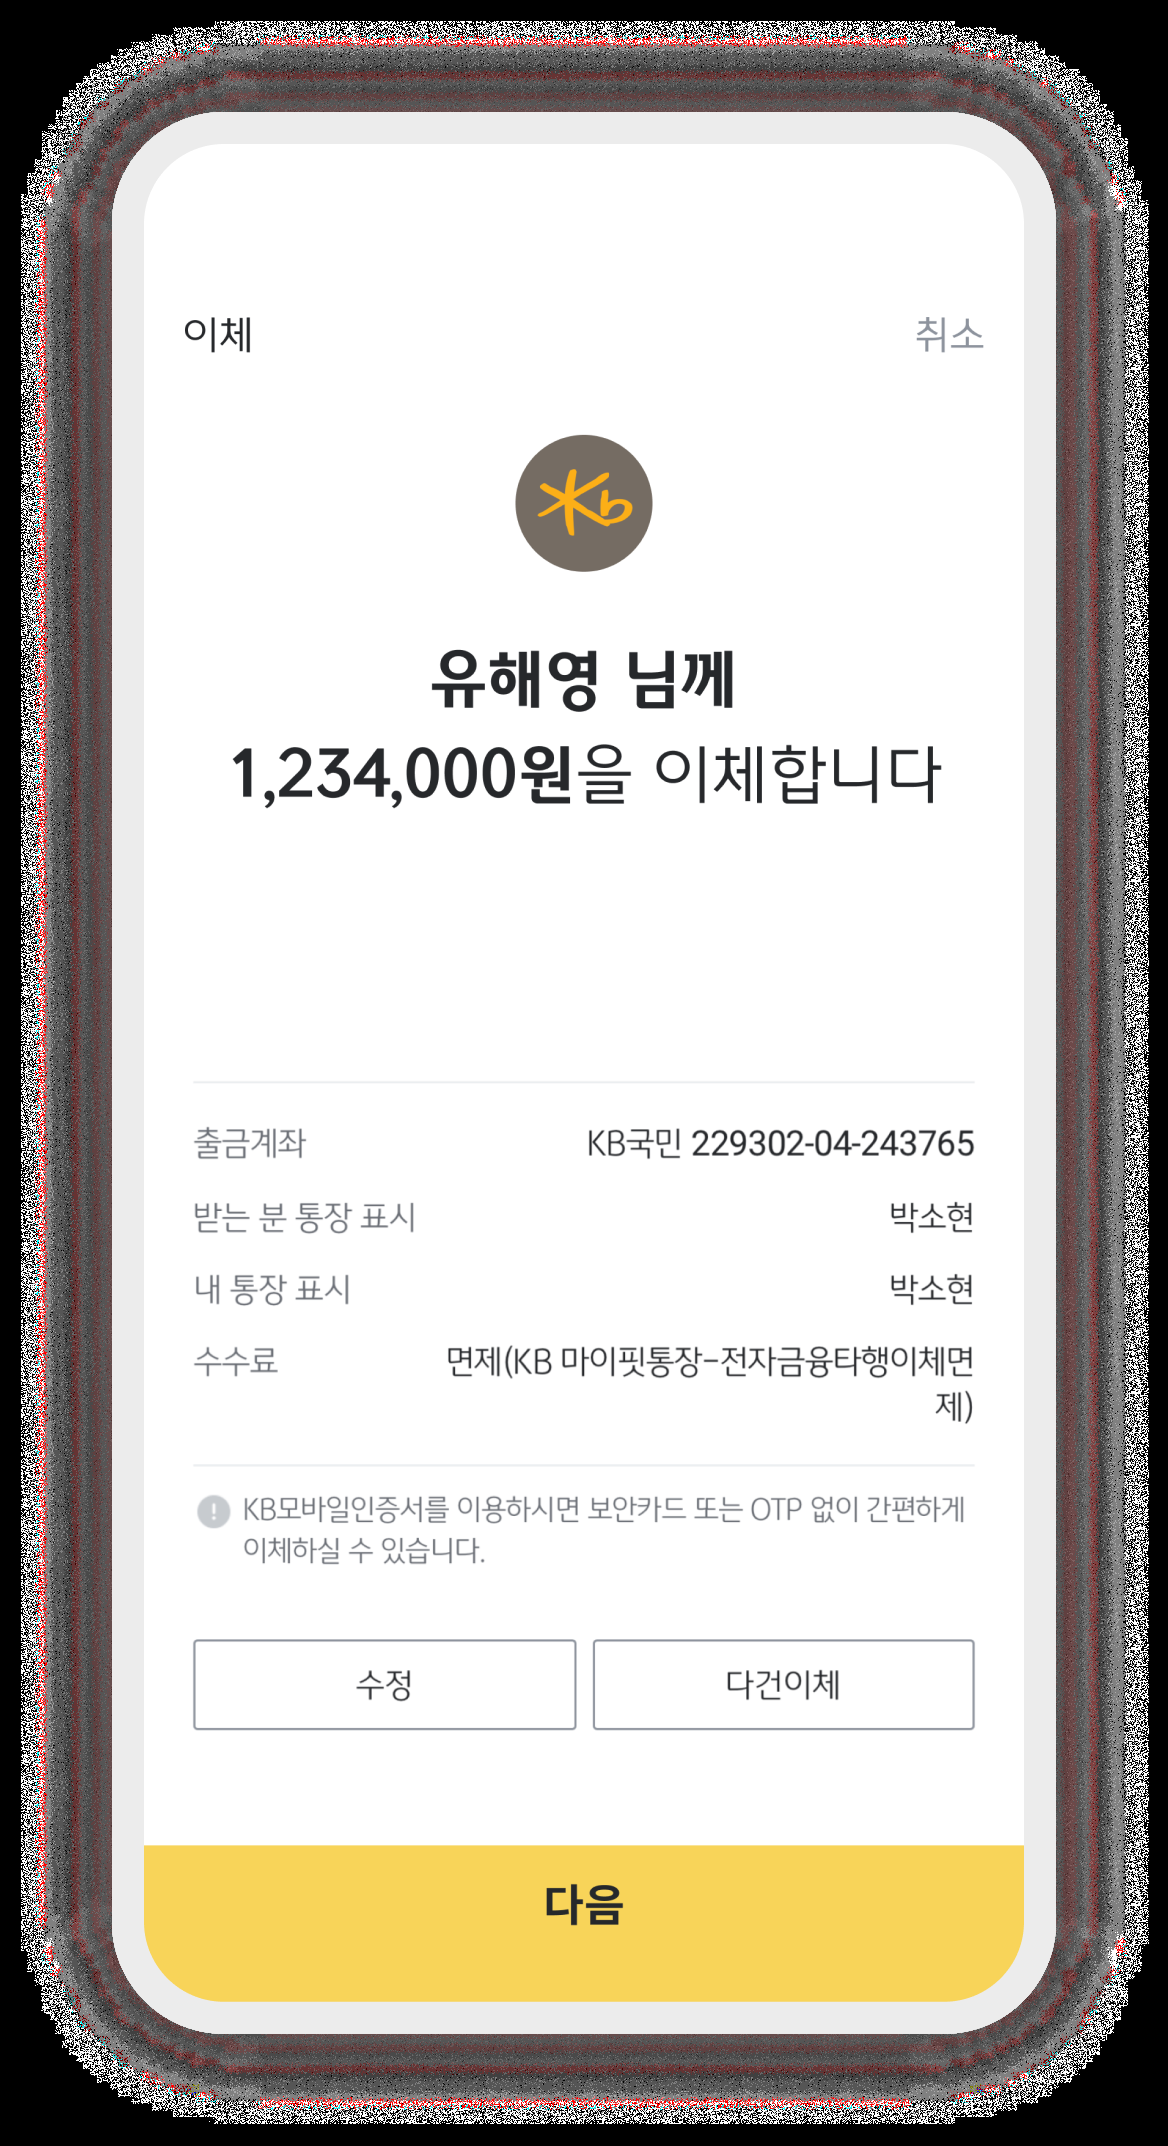 이체 취소
Kb
유해영 님께
1,234,000원을 이체합니다
출금계좌 KB국민 229302-04-243765
받는 분 통장 표시 박소현
내 통장 표시 박소현
수수료 면제(KB 마이핏통장-전자금융타행이체면
제)
! KB모바일인증서를 이용하시면 보안카드 또는 OTP 없이 간편하게
이체하실 수 있습니다.
수정 다건이체
다음